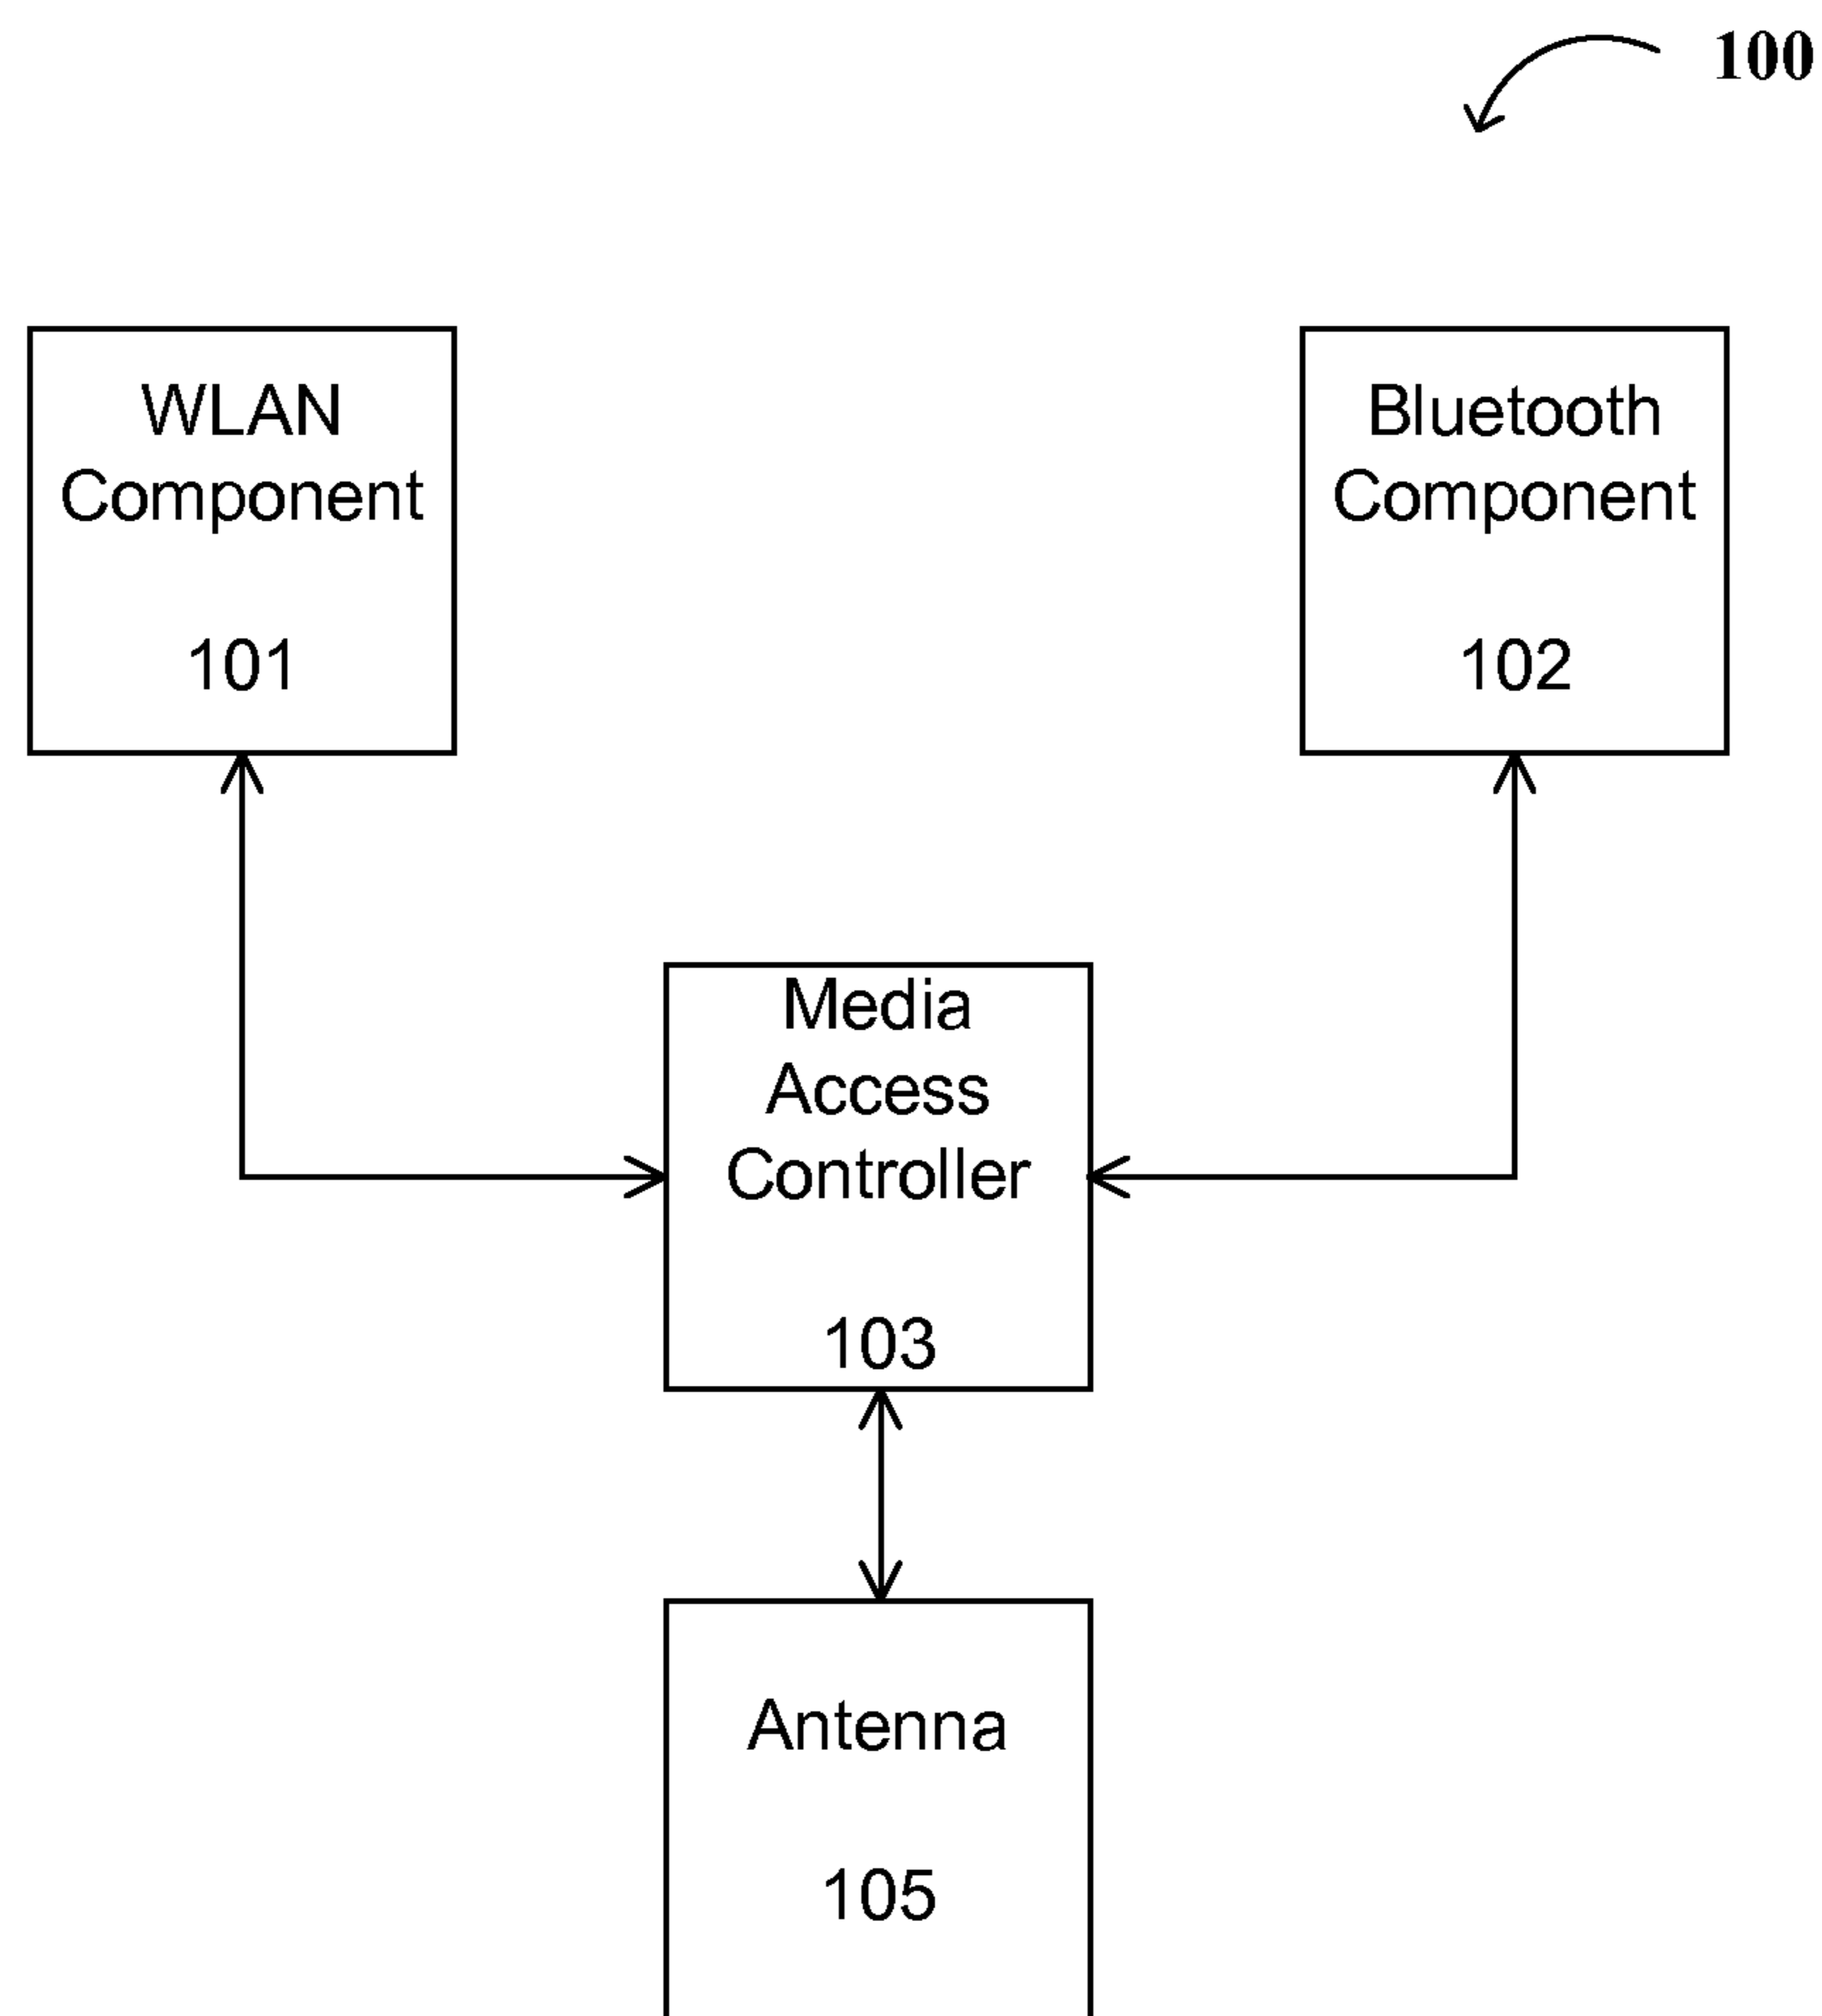 100
WLAN
Component
101
Bluetooth
Component
102
Media
Access
Controller
103
Antenna
105